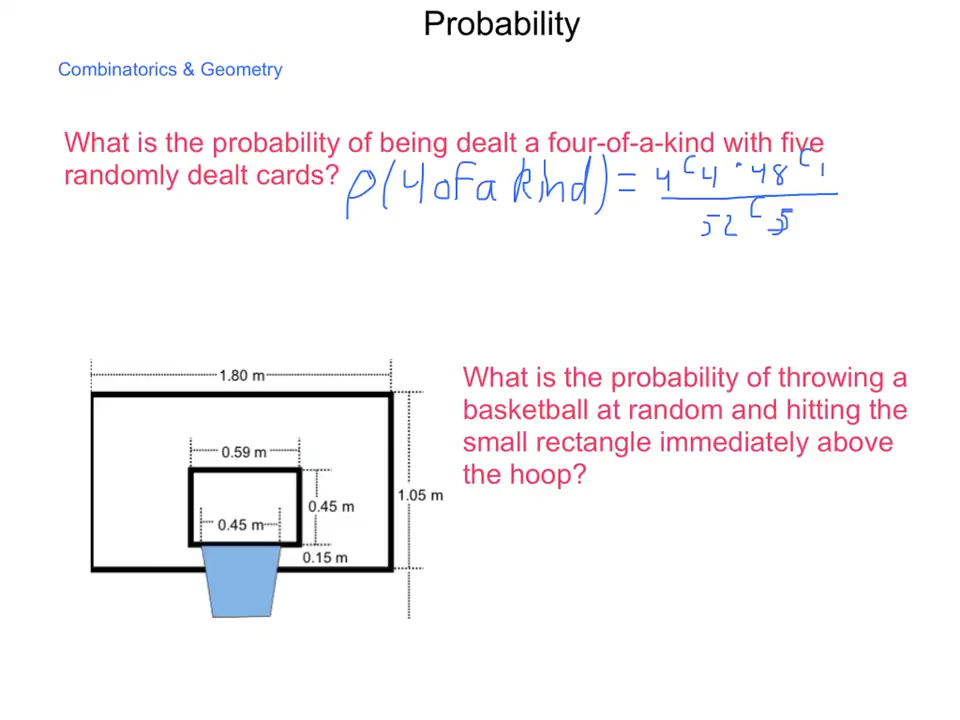 Probability
Combinatorics & Geometry
What is the probability of being dealt a four-of-a-kind with five
randomly dealt cards?
P(4 of a kind) = 4C4 · 48C1
52C5
1.80 m
0.59 m
0.45 m
0.45 m
0.15 m
1.05 m
What is the probability of throwing a
basketball at random and hitting the
small rectangle immediately above
the hoop?